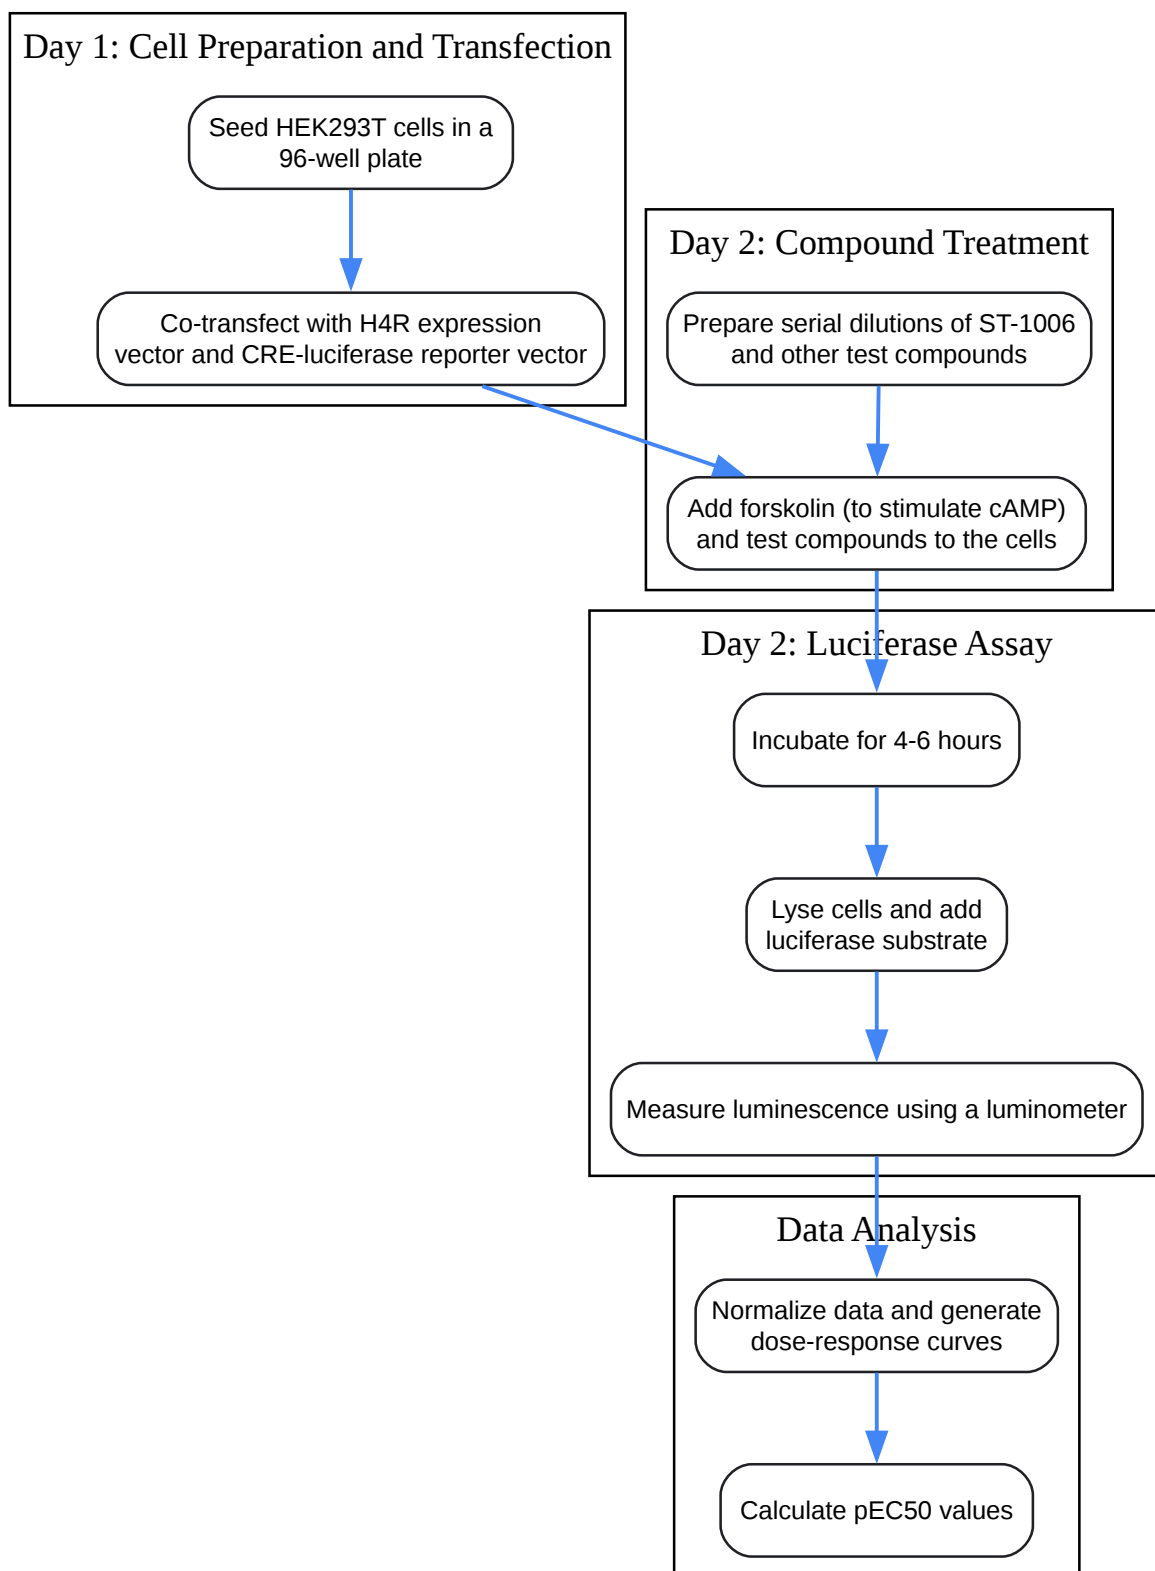 Day 1: Cell Preparation and Transfection
Seed HEK293T cells in a
96-well plate
Co-transfect with H4R expression
vector and CRE-luciferase reporter vector
Day 2: Compound Treatment
Prepare serial dilutions of ST-1006
and other test compounds
Add forskolin (to stimulate cAMP)
and test compounds to the cells
Day 2: Luciferase Assay
Incubate for 4-6 hours
Lyse cells and add
luciferase substrate
Measure luminescence using a luminometer
Data Analysis
Normalize data and generate
dose-response curves
Calculate pEC50 values